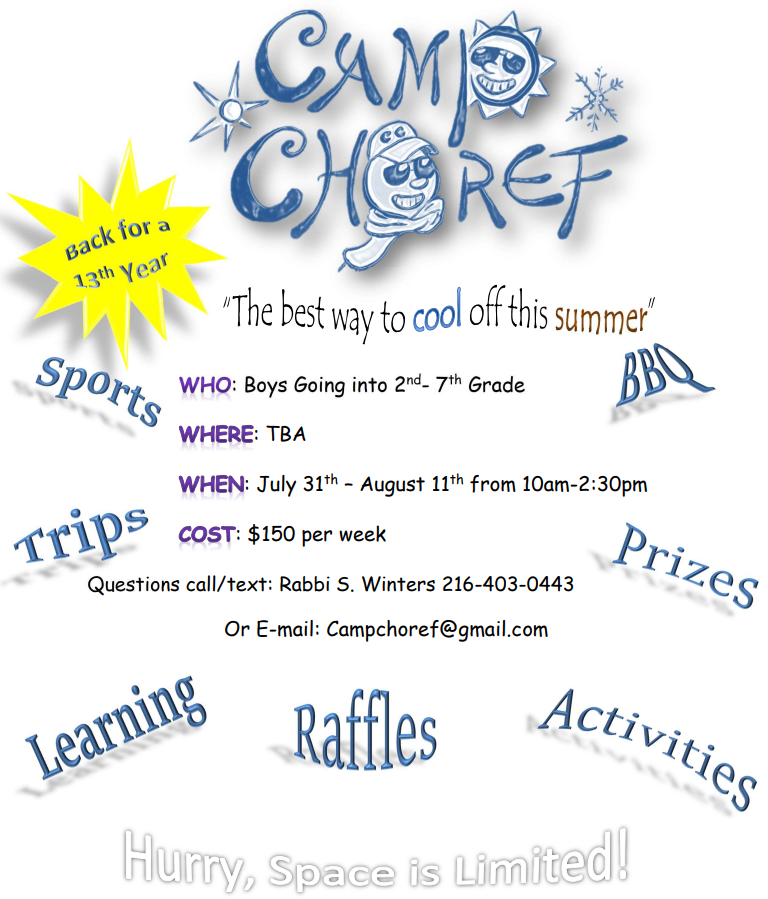 CAMP
CHOREF
CC
Back for a
13th Year
"The best way to cool off this summer"
Sports
BBQ
WHO: Boys Going into 2nd- 7th Grade
WHERE: TBA
WHEN: July 31th – August 11th from 10am-2:30pm
Trips
COST: $150 per week
Prizes
Questions call/text: Rabbi S. Winters 216-403-0443
Or E-mail: Campchoref@gmail.com
Learning
Raffles
Activities
Hurry, Space is Limited!